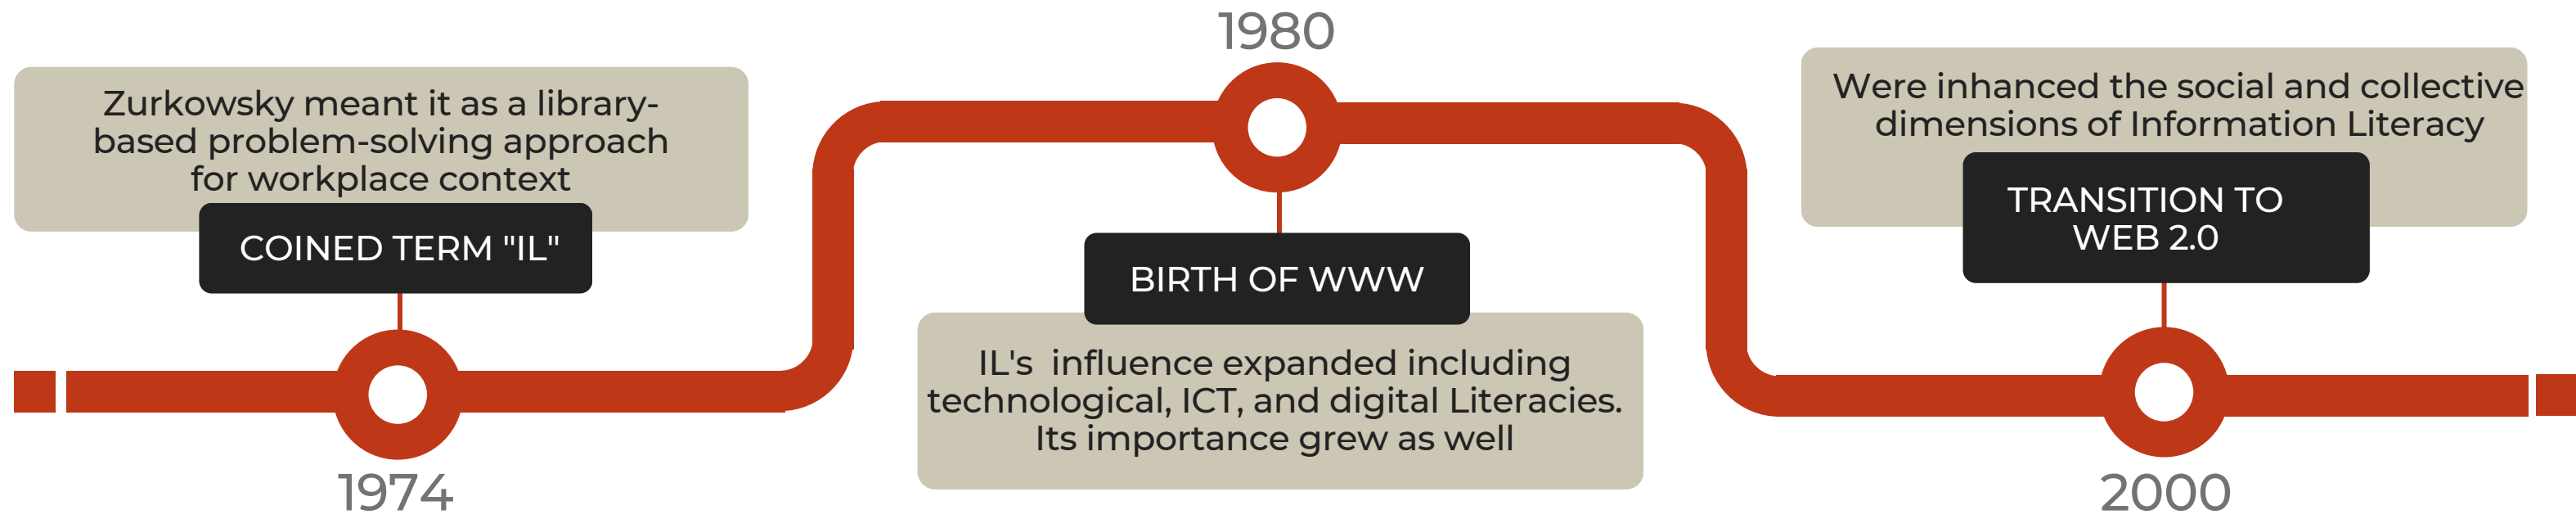 Zurkowsky meant it as a library-
based problem-solving approach
for workplace context
COINED TERM "IL"
1974
1980
BIRTH OF WWW
IL's  influence expanded including
technological, ICT, and digital Literacies.
Its importance grew as well
Were inhanced the social and collective
dimensions of Information Literacy
TRANSITION TO
WEB 2.0
2000